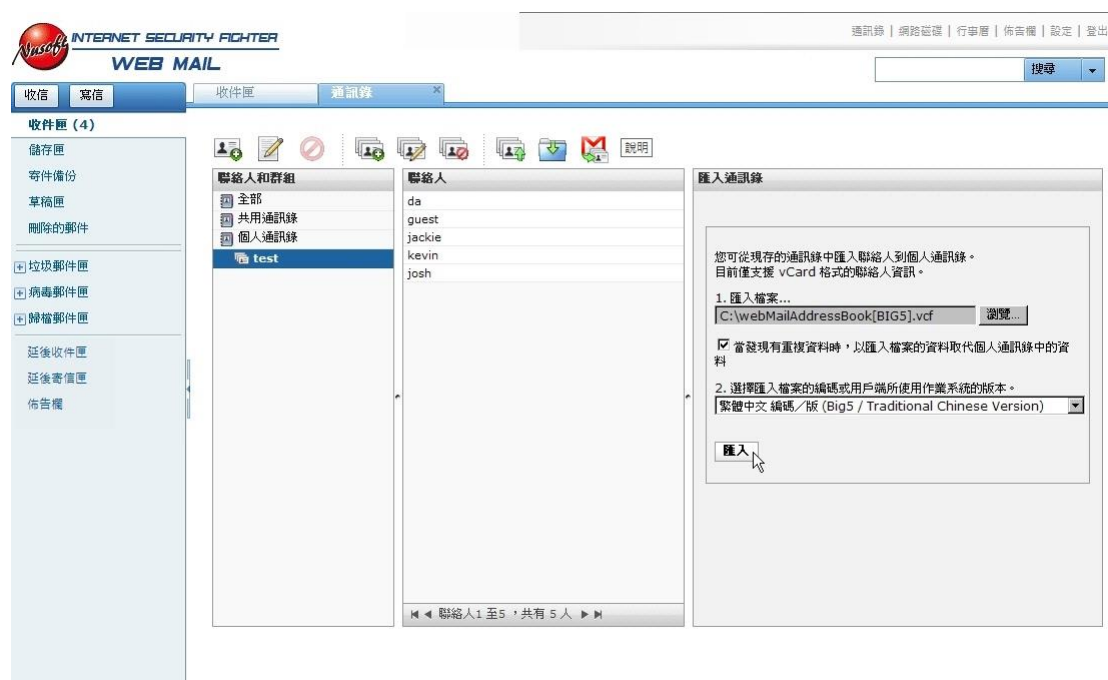 Nusoft
INTERNET SECURITY FIGHTER
WEB MAIL
通訊錄 | 網路磁碟 | 行事曆 | 佈告欄 | 設定 | 登出
搜尋
收信 寫信
收件匣 通訊錄 ×
收件匣 (4)
儲存匣
寄件備份
草稿匣
刪除的郵件
垃圾郵件匣
病毒郵件匣
歸檔郵件匣
延後收件匣
延後寄信匣
佈告欄
說明
聯絡人和群組
全部
共用通訊錄
個人通訊錄
test
聯絡人
da
guest
jackie
kevin
josh
聯絡人1 至5 ,共有 5 人
匯入通訊錄
您可從現存的通訊錄中匯入聯絡人到個人通訊錄。
目前僅支援 vCard 格式的聯絡人資訊。
1. 匯入檔案...
C:\webMailAddressBook[BIG5].vcf 瀏覽...
當發現有重複資料時,以匯入檔案的資料取代個人通訊錄中的資
料
2. 選擇匯入檔案的編碼或用戶端所使用作業系統的版本。
繁體中文 編碼/版 (Big5 / Traditional Chinese Version)
匯入